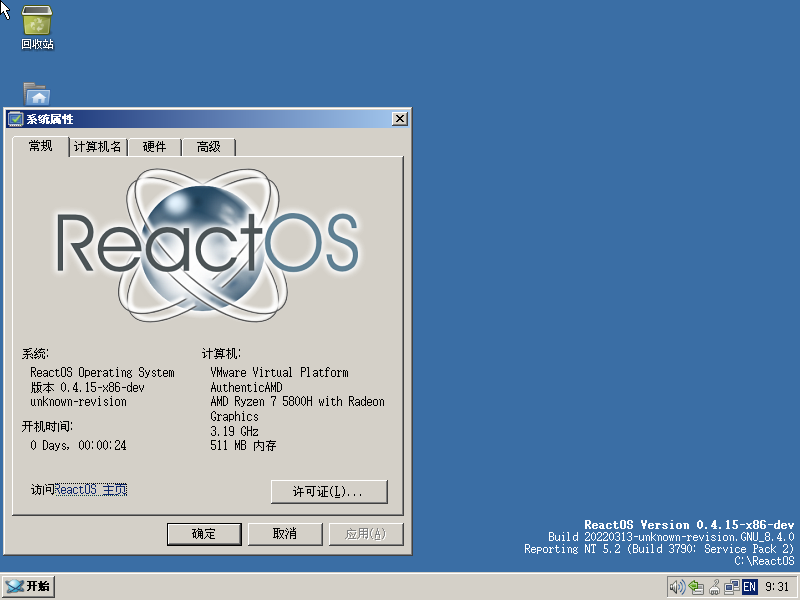 回收站
系统属性
常规
计算机名
硬件
高级
ReactOS
系统:
ReactOS Operating System
版本 0.4.15-x86-dev
unknown-revision
开机时间:
0 Days, 00:00:24
计算机:
VMware Virtual Platform
AuthenticAMD
AMD Ryzen 7 5800H with Radeon
Graphics
3.19 GHz
511 MB 内存
访问ReactOS 主页
许可证(L)...
确定
取消
应用(A)
ReactOS Version 0.4.15-x86-dev
Build 20220313-unknown-revision.GNU_8.4.0
Reporting NT 5.2 (Build 3790: Service Pack 2)
C:\ReactOS
开始
EN
9:31